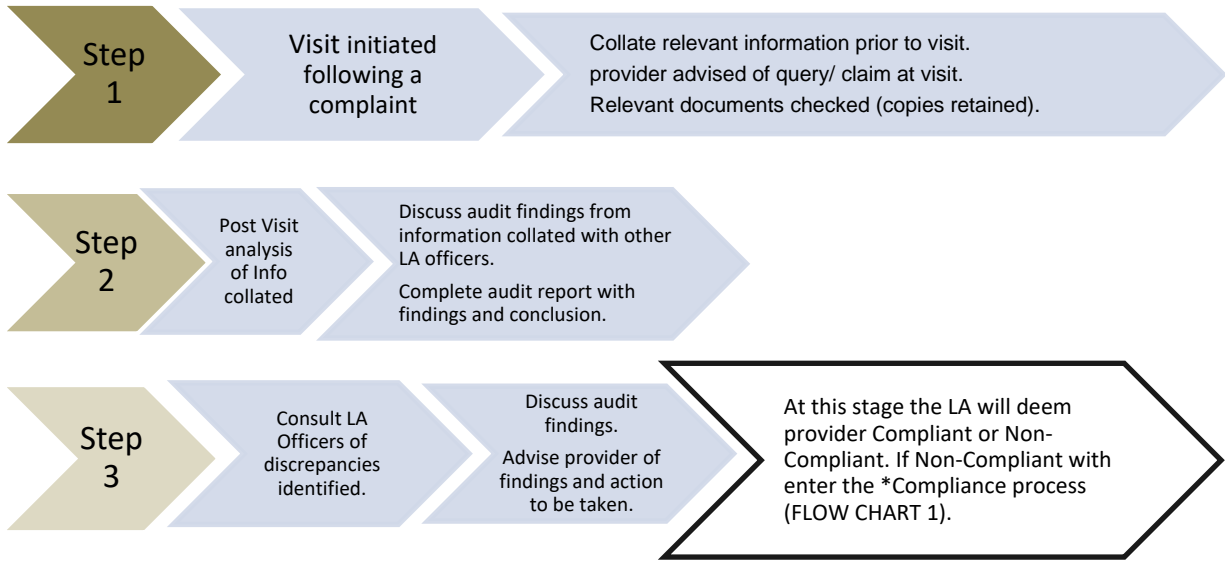 Step
1
Visit initiated
following a
complaint
Collate relevant information prior to visit.
provider advised of query/ claim at visit.
Relevant documents checked (copies retained).
Step
2
Post Visit
analysis
of Info
collated
Discuss audit findings from
information collated with other
LA officers.
Complete audit report with
findings and conclusion.
Step
3
Consult LA
Officers of
discrepancies
identified.
Discuss audit
findings.
Advise provider of
findings and action
to be taken.
At this stage the LA will deem
provider Compliant or Non-
Compliant. If Non-Compliant with
enter the *Compliance process
(FLOW CHART 1).